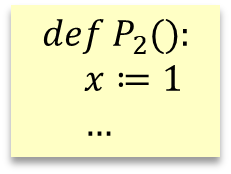 def P₂():
x := 1
...